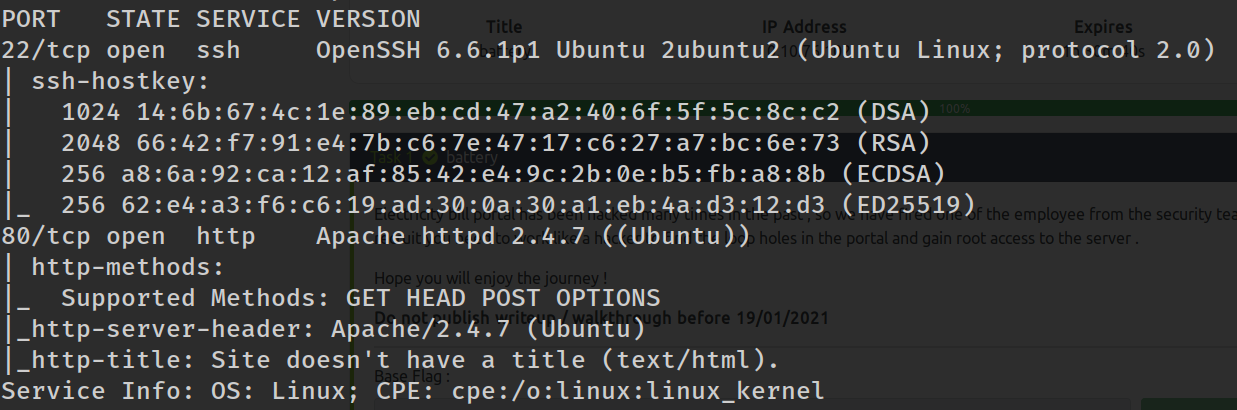 PORT   STATE SERVICE VERSION
22/tcp open  ssh     OpenSSH 6.6.1p1 Ubuntu 2ubuntu2 (Ubuntu Linux; protocol 2.0)
| ssh-hostkey:
|   1024 14:6b:67:4c:1e:89:eb:cd:47:a2:40:6f:5f:5c:8c:c2 (DSA)
|   2048 66:42:f7:91:e4:7b:c6:7e:47:17:c6:27:a7:bc:6e:73 (RSA)
|   256 a8:6a:92:ca:12:af:85:42:e4:9c:2b:0e:b5:fb:a8:8b (ECDSA)
|_  256 62:e4:a3:f6:c6:19:ad:30:0a:30:a1:eb:4a:d3:12:d3 (ED25519)
80/tcp open  http    Apache httpd 2.4.7 ((Ubuntu))
| http-methods:
|_  Supported Methods: GET HEAD POST OPTIONS
|_http-server-header: Apache/2.4.7 (Ubuntu)
|_http-title: Site doesn't have a title (text/html).
Service Info: OS: Linux; CPE: cpe:/o:linux:linux_kernel
Title IP Address Expires
100%
battery
Electricity bill portal has been hacked many times in the past , so we have fired one of the employee from the security
holes in the portal and gain root access to the server .
Hope you will enjoy the journey !
Do not publish writeup / walkthrough before 19/01/2021
Base Flag :